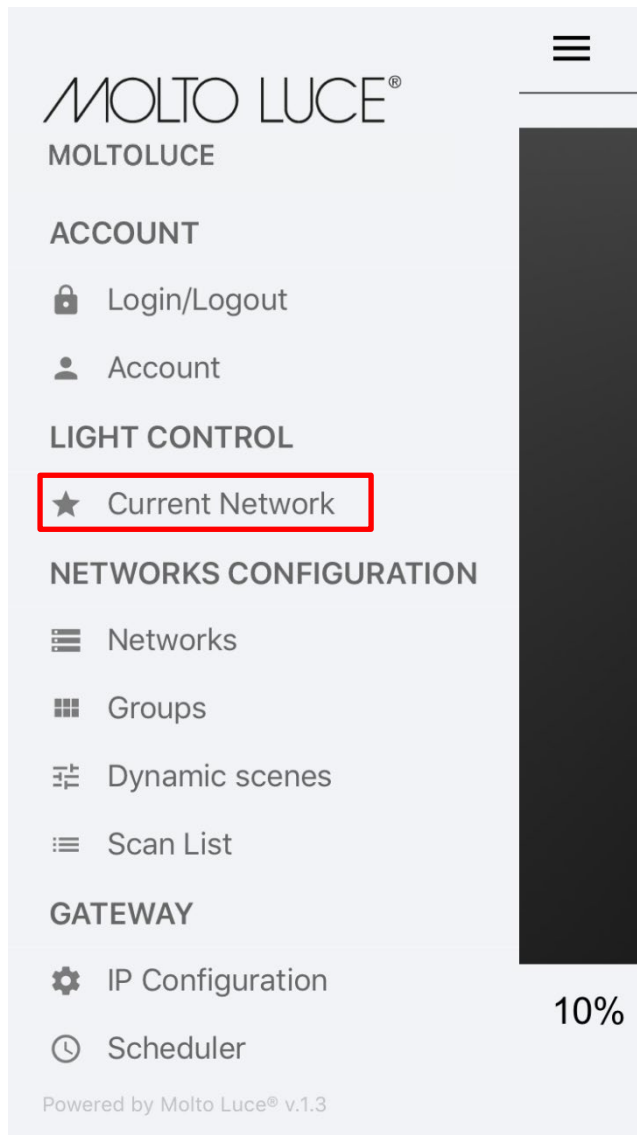 MOLTO LUCE®
MOLTOLUCE
ACCOUNT
Login/Logout
Account
LIGHT CONTROL
Current Network
NETWORKS CONFIGURATION
Networks
Groups
Dynamic scenes
Scan List
GATEWAY
IP Configuration
10%
Scheduler
Powered by Molto Luce® v.1.3